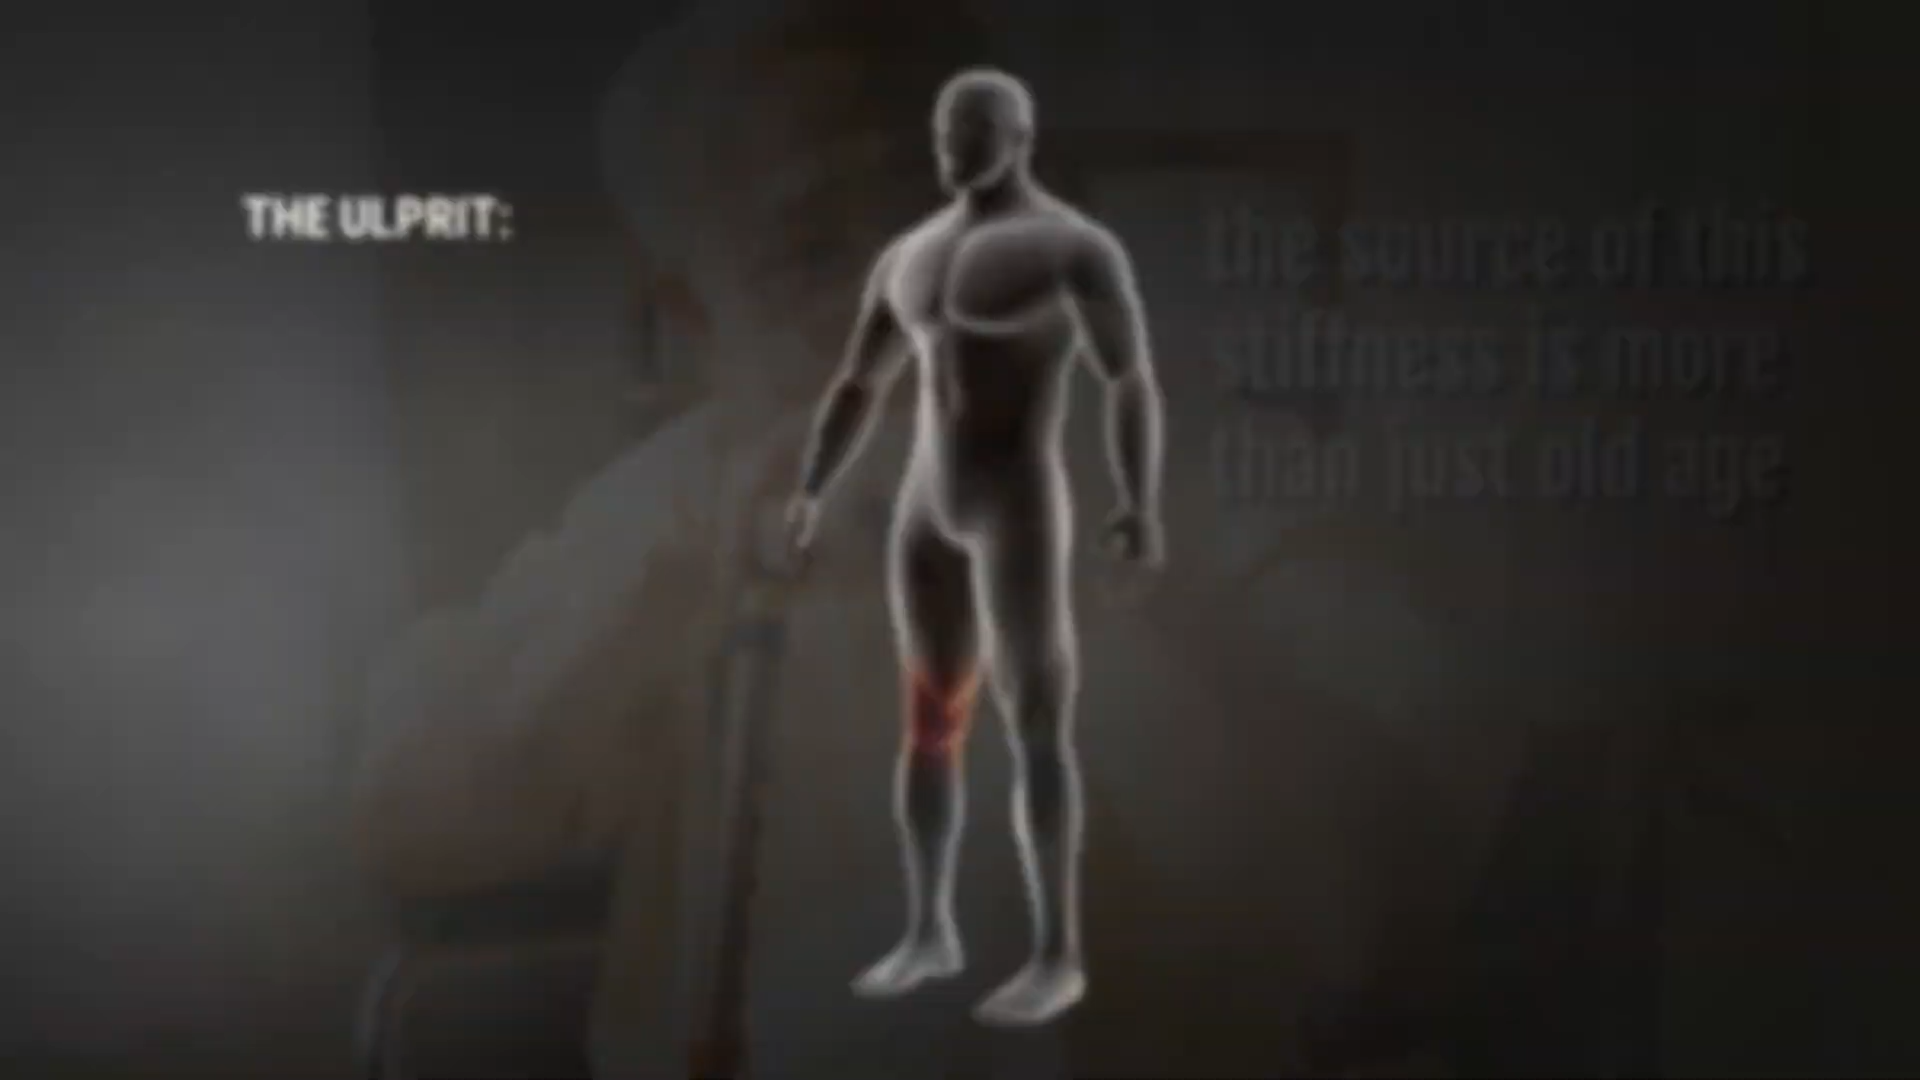 THE ULPRIT:
the source of this
stiffness is more
than just old age